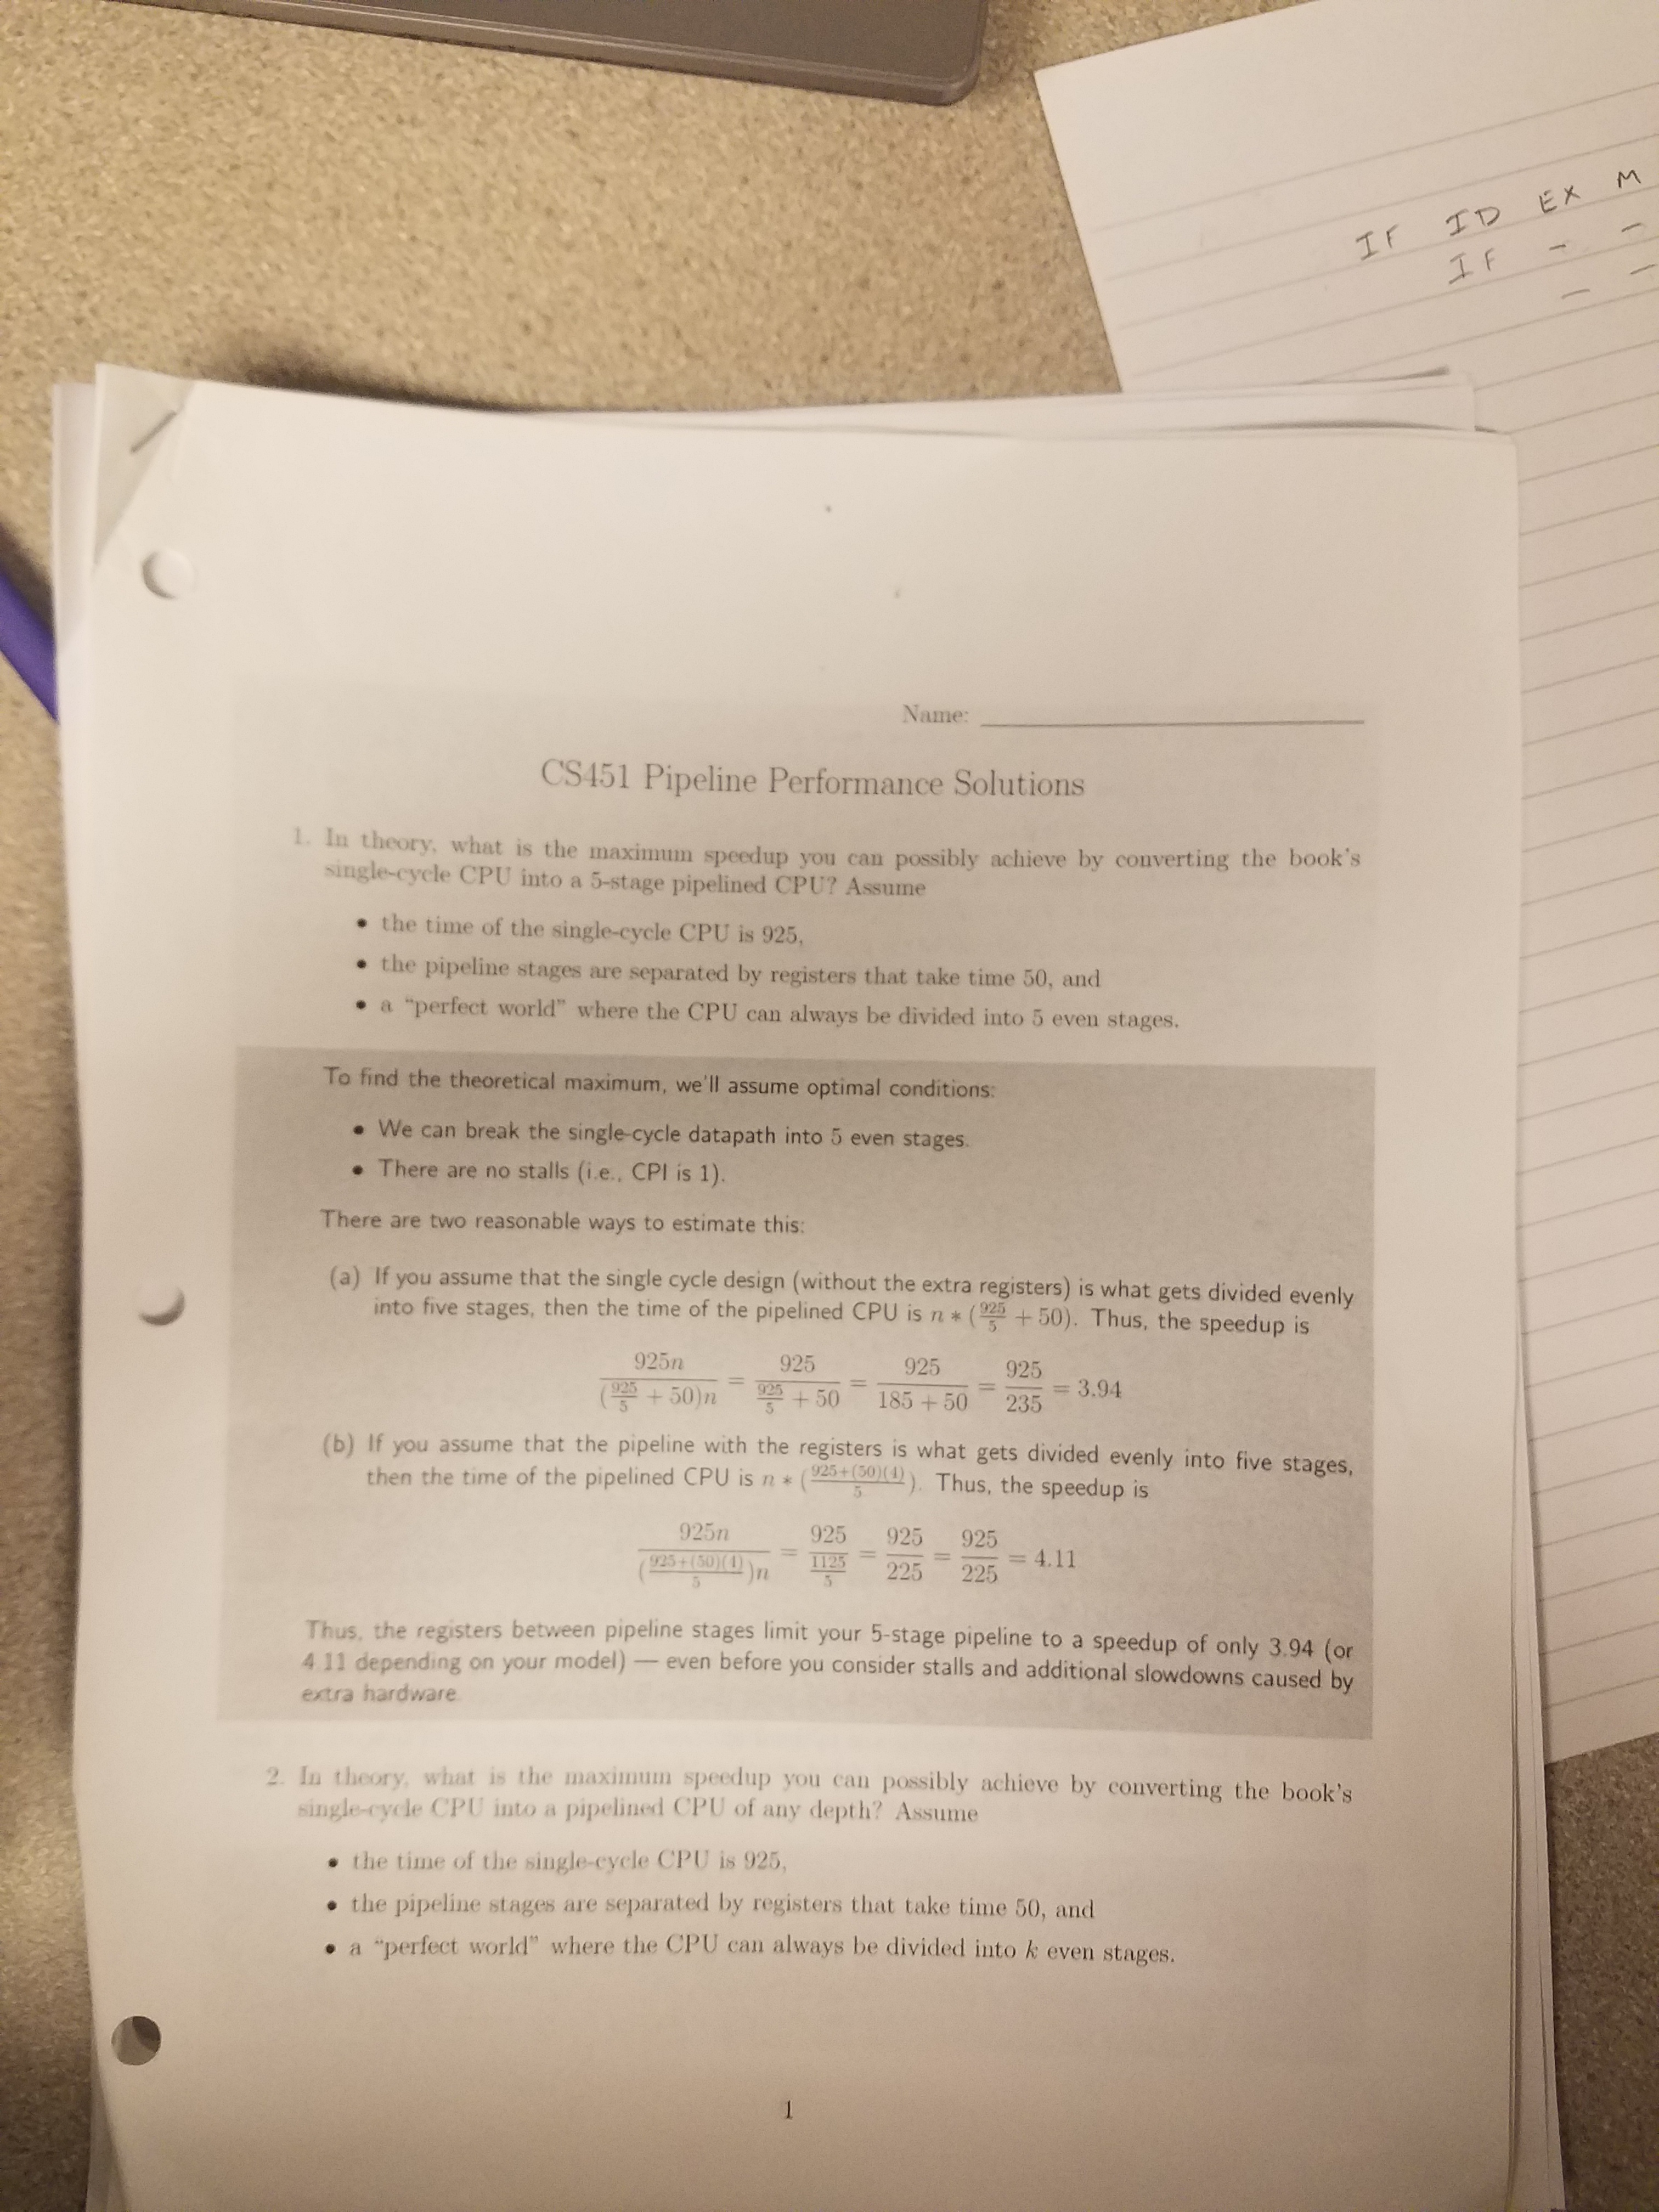 IF ID EX M
IF - -
- -
Name:
CS451 Pipeline Performance Solutions
1. In theory, what is the maximum speedup you can possibly achieve by converting the book's
single-cycle CPU into a 5-stage pipelined CPU? Assume
• the time of the single-cycle CPU is 925,
• the pipeline stages are separated by registers that take time 50, and
• a “perfect world” where the CPU can always be divided into 5 even stages.
To find the theoretical maximum, we'll assume optimal conditions:
• We can break the single-cycle datapath into 5 even stages.
• There are no stalls (i.e., CPI is 1).
There are two reasonable ways to estimate this:
(a) If you assume that the single cycle design (without the extra registers) is what gets divided evenly
into five stages, then the time of the pipelined CPU is n * (925/5 + 50). Thus, the speedup is
925n / ((925/5 + 50)n) = 925 / (925/5 + 50) = 925 / (185 + 50) = 925/235 = 3.94
(b) If you assume that the pipeline with the registers is what gets divided evenly into five stages,
then the time of the pipelined CPU is n * ((925+(50)(4))/5). Thus, the speedup is
925n / (((925+(50)(4))/5)n) = 925 / (1125/5) = 925/225 = 925/225 = 4.11
Thus, the registers between pipeline stages limit your 5-stage pipeline to a speedup of only 3.94 (or
4.11 depending on your model) — even before you consider stalls and additional slowdowns caused by
extra hardware.
2. In theory, what is the maximum speedup you can possibly achieve by converting the book's
single-cycle CPU into a pipelined CPU of any depth? Assume
• the time of the single-cycle CPU is 925,
• the pipeline stages are separated by registers that take time 50, and
• a “perfect world” where the CPU can always be divided into k even stages.
1